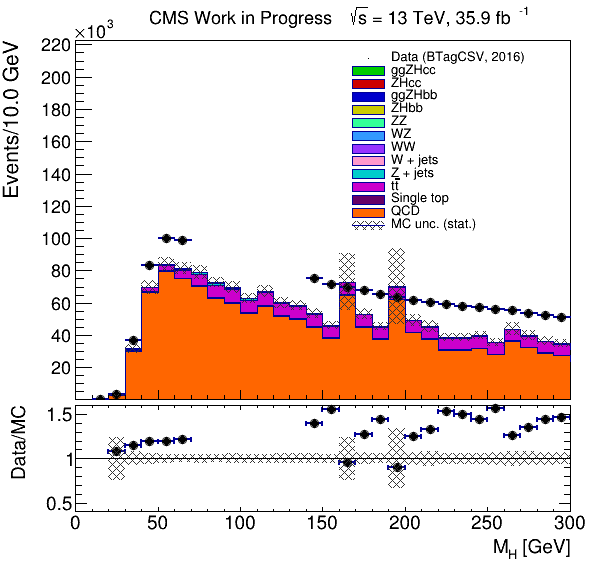 CMS Work in Progress √s = 13 TeV, 35.9 fb⁻¹
×10³
Events/10.0 GeV
220
200
180
160
140
120
100
80
60
40
20
Data (BTagCSV, 2016)
ggZHcc
ZHcc
ggZHbb
ZHbb
ZZ
WZ
WW
W + jets
Z + jets
tt̅
Single top
QCD
MC unc. (stat.)
Data/MC
1.5
1
0.5
0 50 100 150 200 250 300
M_H [GeV]